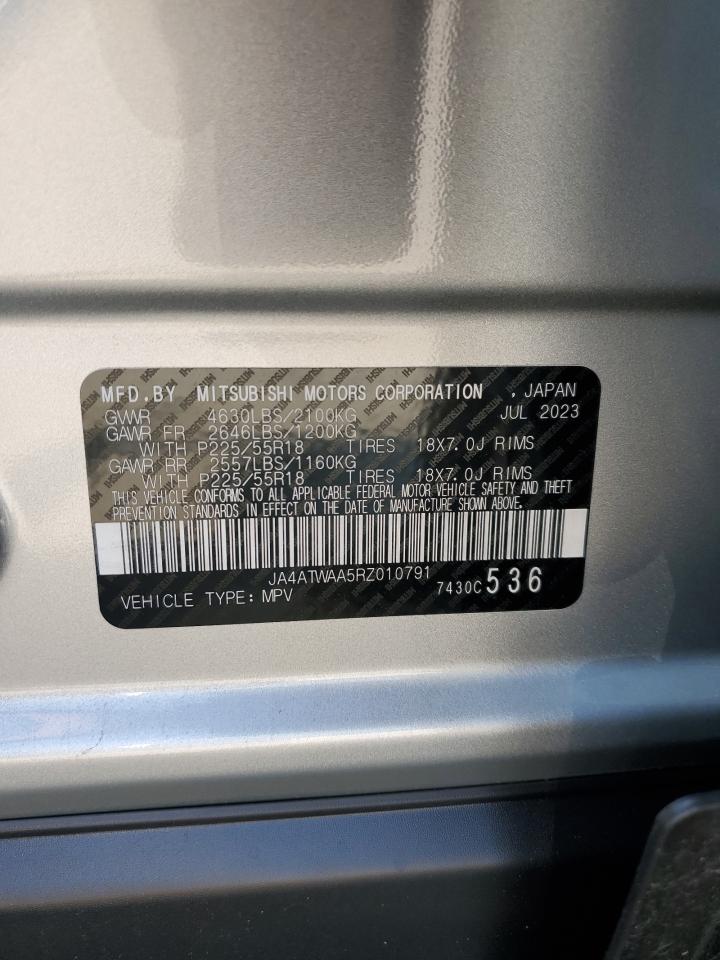 MFD.BY MITSUBISHI MOTORS CORPORATION , JAPAN
GVWR 4630LBS/2100KG JUL 2023
GAWR FR 2646LBS/1200KG
WITH P225/55R18 TIRES 18X7.0J RIMS
GAWR RR 2557LBS/1160KG
WITH P225/55R18 TIRES 18X7.0J RIMS
THIS VEHICLE CONFORMS TO ALL APPLICABLE FEDERAL MOTOR VEHICLE SAFETY AND THEFT
PREVENTION STANDARDS IN EFFECT ON THE DATE OF MANUFACTURE SHOWN ABOVE.
JA4ATWAA5RZ010791
VEHICLE TYPE: MPV 7430C 536